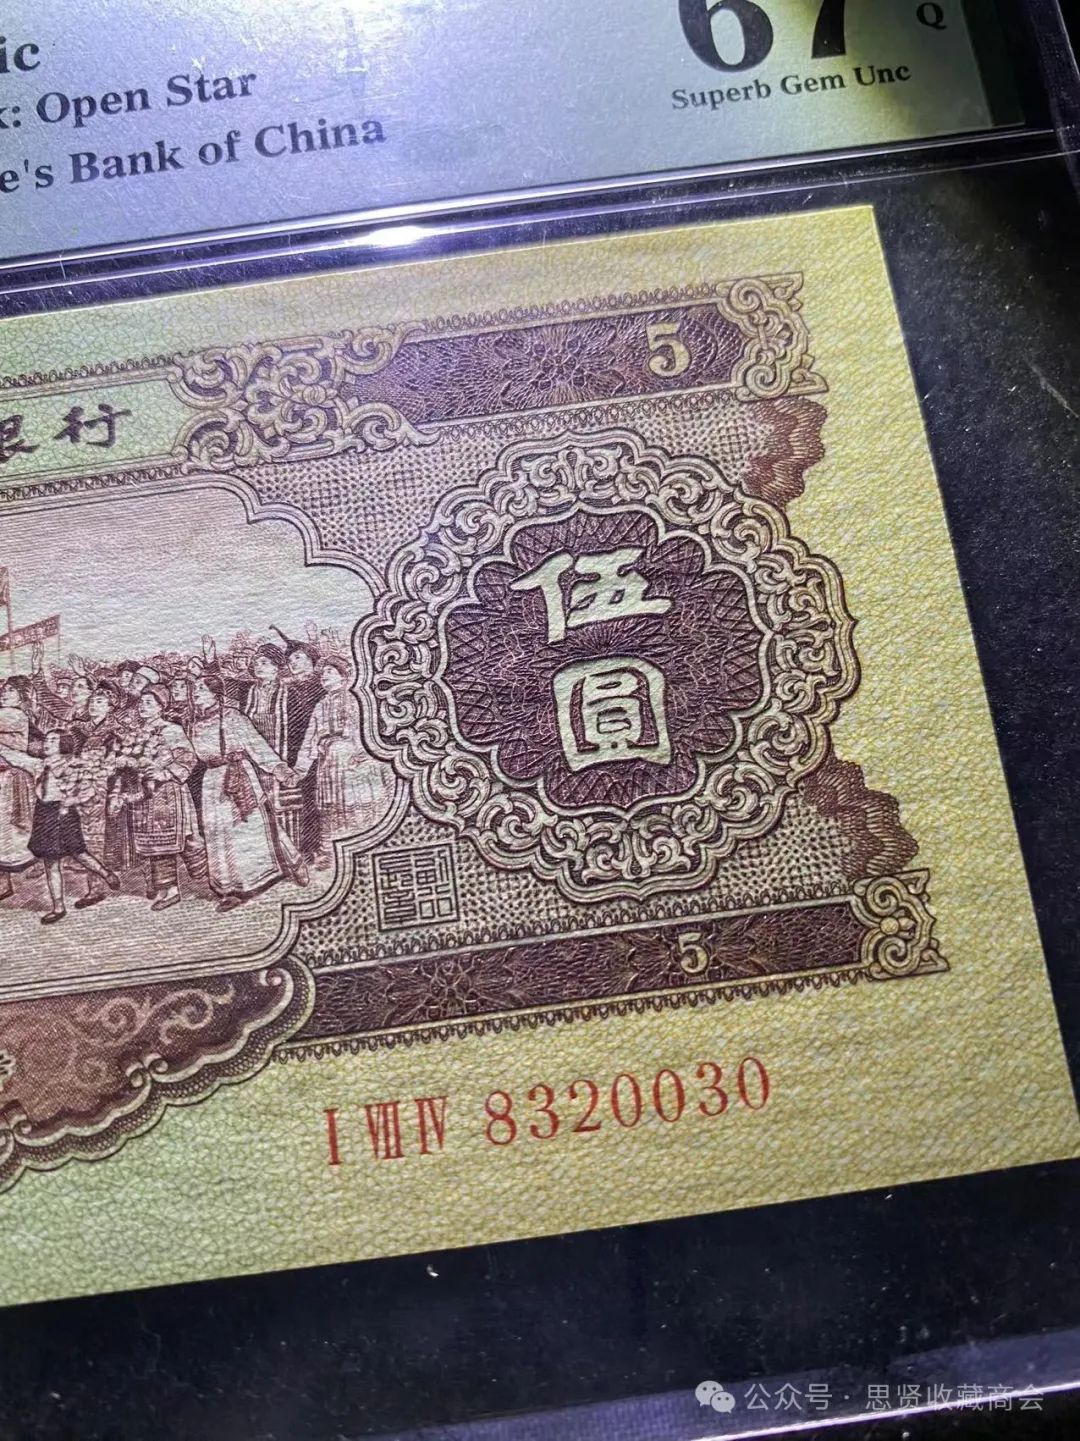 ic
67
Q
k: Open Star
Superb Gem Unc
e's Bank of China
5
銀行
伍
圓
5
I VIII IV 8320030
公众号 · 思贤收藏商会